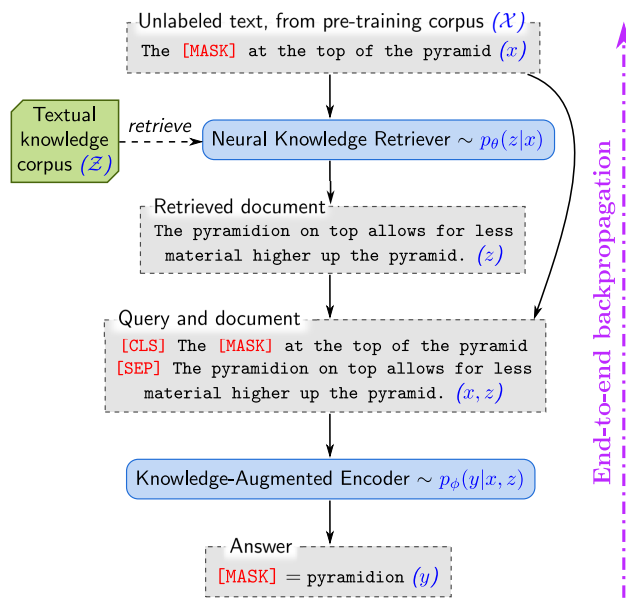 Unlabeled text, from pre-training corpus (𝒳)
The [MASK] at the top of the pyramid (x)
Textual
knowledge
corpus (𝒵)
retrieve
Neural Knowledge Retriever ∼ pθ(z|x)
Retrieved document
The pyramidion on top allows for less
material higher up the pyramid. (z)
Query and document
[CLS] The [MASK] at the top of the pyramid
[SEP] The pyramidion on top allows for less
material higher up the pyramid. (x, z)
Knowledge-Augmented Encoder ∼ pϕ(y|x, z)
Answer
[MASK] = pyramidion (y)
End-to-end backpropagation